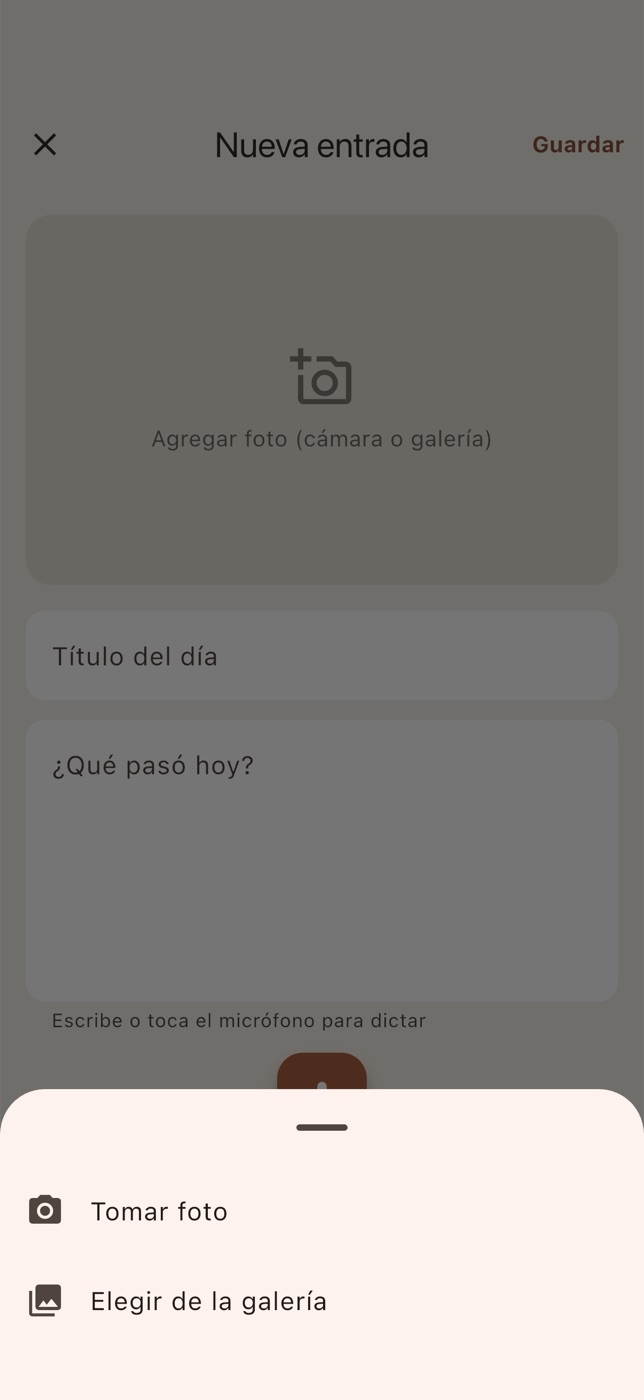 Nueva entrada
Guardar
Agregar foto (cámara o galería)
Título del día
¿Qué pasó hoy?
Escribe o toca el micrófono para dictar
Tomar foto
Elegir de la galería